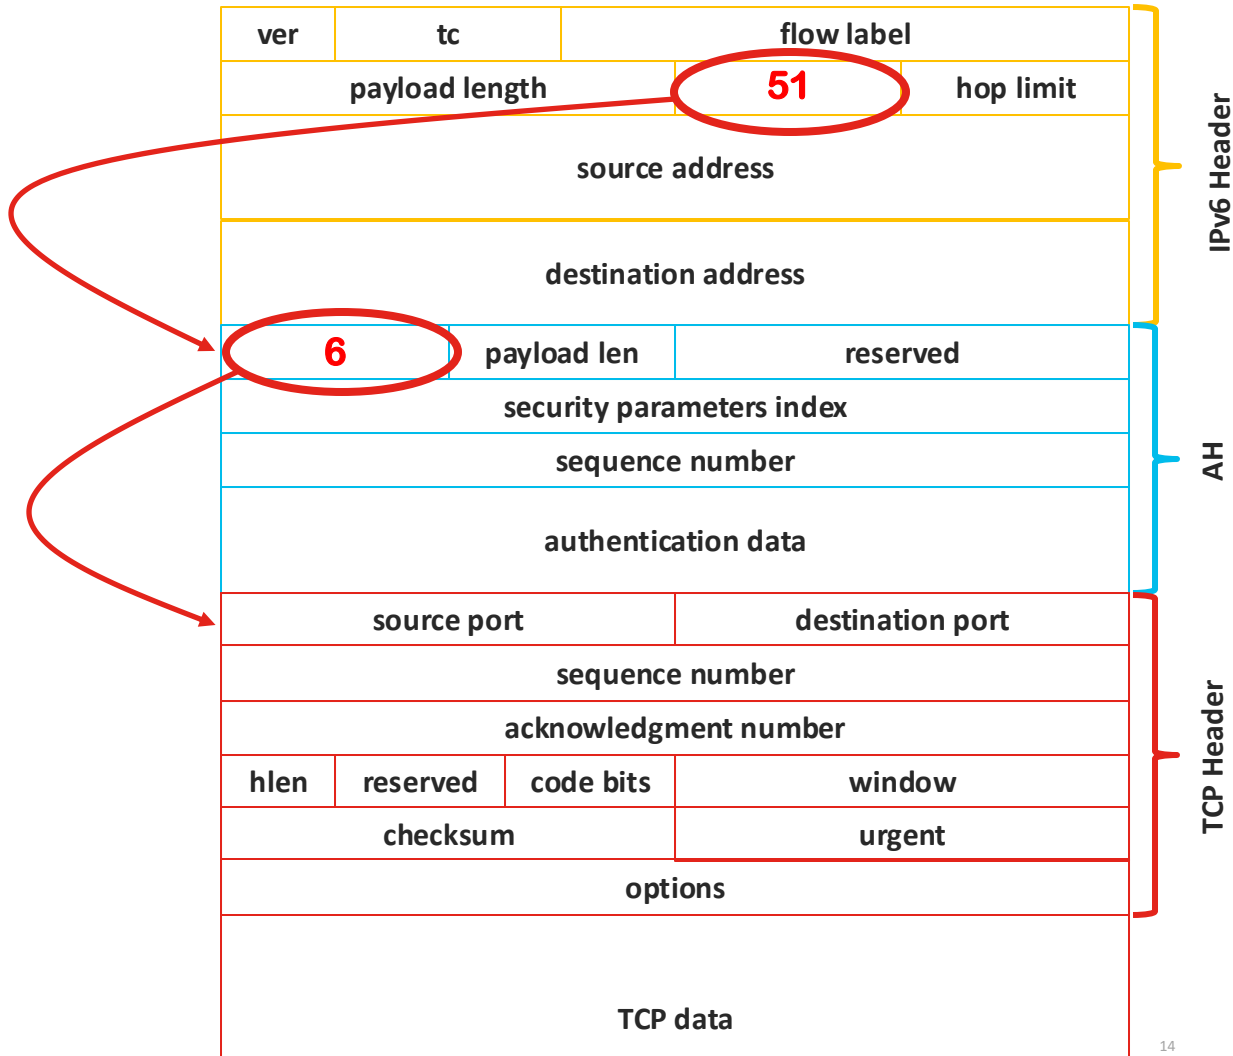 ver tc flow label
payload length 51 hop limit
source address
IPv6 Header
destination address
6 payload len reserved
security parameters index
sequence number
AH
authentication data
source port destination port
sequence number
acknowledgment number
TCP Header
hlen reserved code bits window
checksum urgent
options
TCP data
14